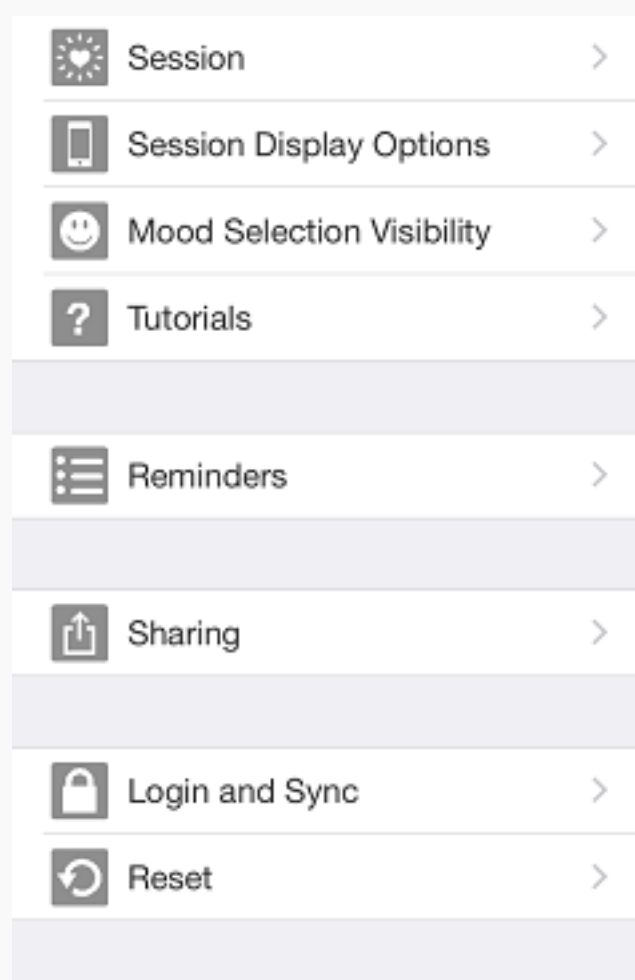 Session
Session Display Options
Mood Selection Visibility
Tutorials
Reminders
Sharing
Login and Sync
Reset